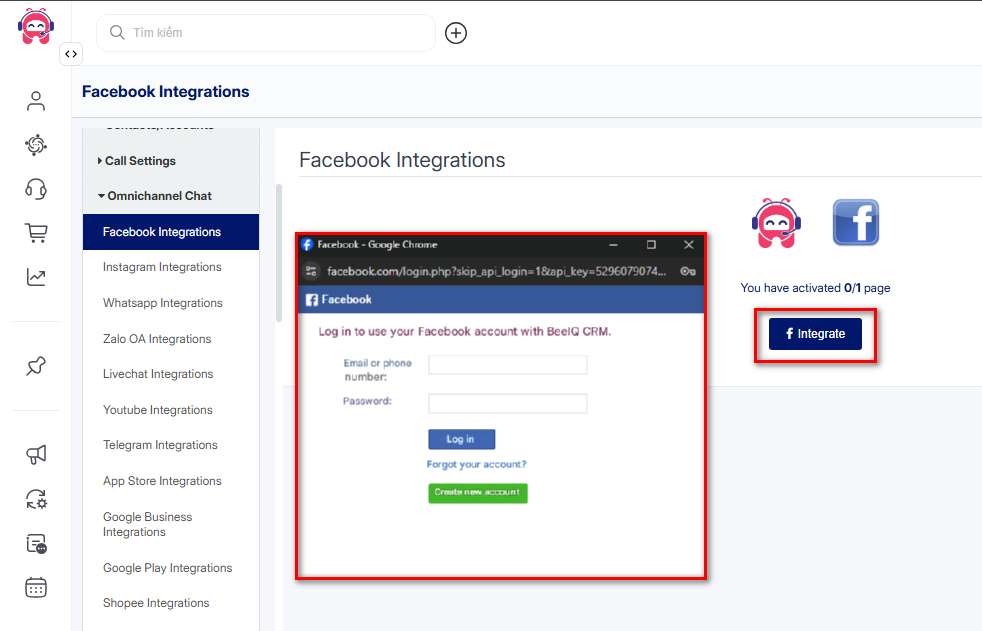 Tìm kiếm
Facebook Integrations
Contacts/Accounts
Call Settings
Omnichannel Chat
Facebook Integrations
Instagram Integrations
Whatsapp Integrations
Zalo OA Integrations
Livechat Integrations
Youtube Integrations
Telegram Integrations
App Store Integrations
Google Business
Integrations
Google Play Integrations
Shopee Integrations
Facebook Integrations
Facebook - Google Chrome
facebook.com/login.php?skip_api_login=1&api_key=5296079074...
Facebook
Log in to use your Facebook account with BeeIQ CRM.
Email or phone
number:
Password:
Log in
Forgot your account?
Create new account
You have activated 0/1 page
Integrate